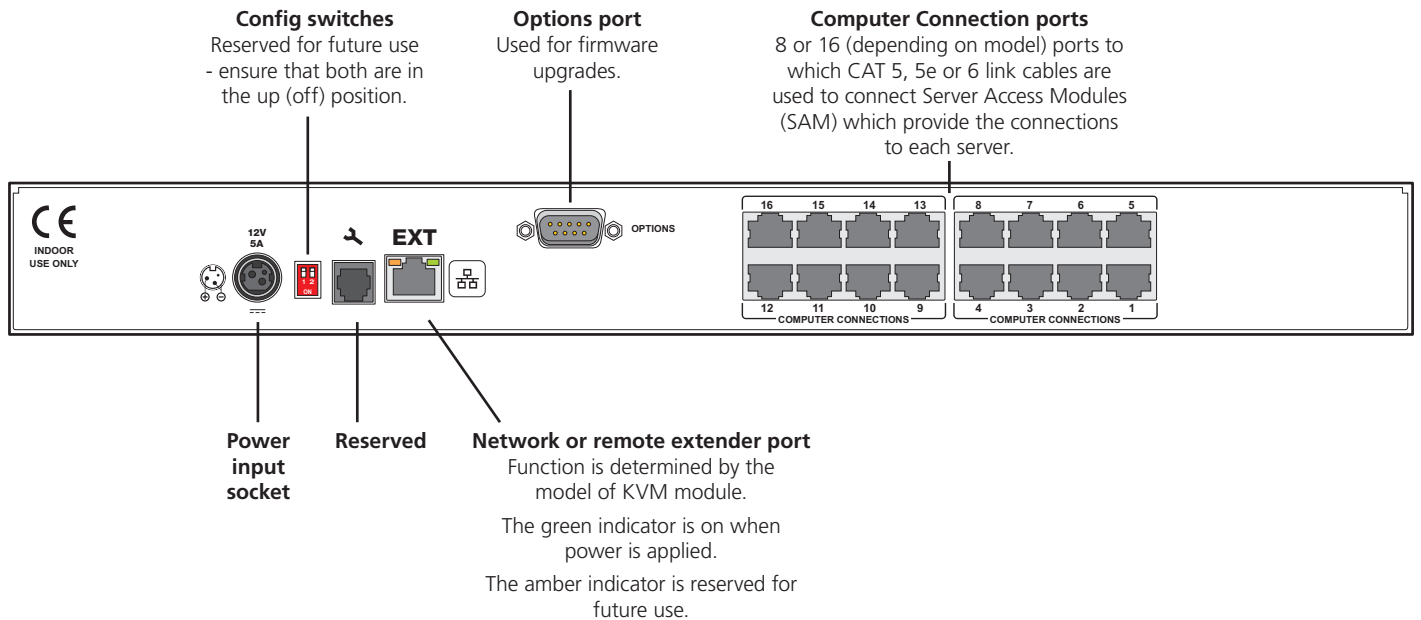 Config switches
Reserved for future use
- ensure that both are in
the up (off) position.
Options port
Used for firmware
upgrades.
Computer Connection ports
8 or 16 (depending on model) ports to
which CAT 5, 5e or 6 link cables are
used to connect Server Access Modules
(SAM) which provide the connections
to each server.
CE
INDOOR
USE ONLY
12V
5A
1 2
ON
EXT
OPTIONS
16 15 14 13 8 7 6 5
12 11 10 9 4 3 2 1
COMPUTER CONNECTIONS COMPUTER CONNECTIONS
Power
input
socket
Reserved
Network or remote extender port
Function is determined by the
model of KVM module.
The green indicator is on when
power is applied.
The amber indicator is reserved for
future use.